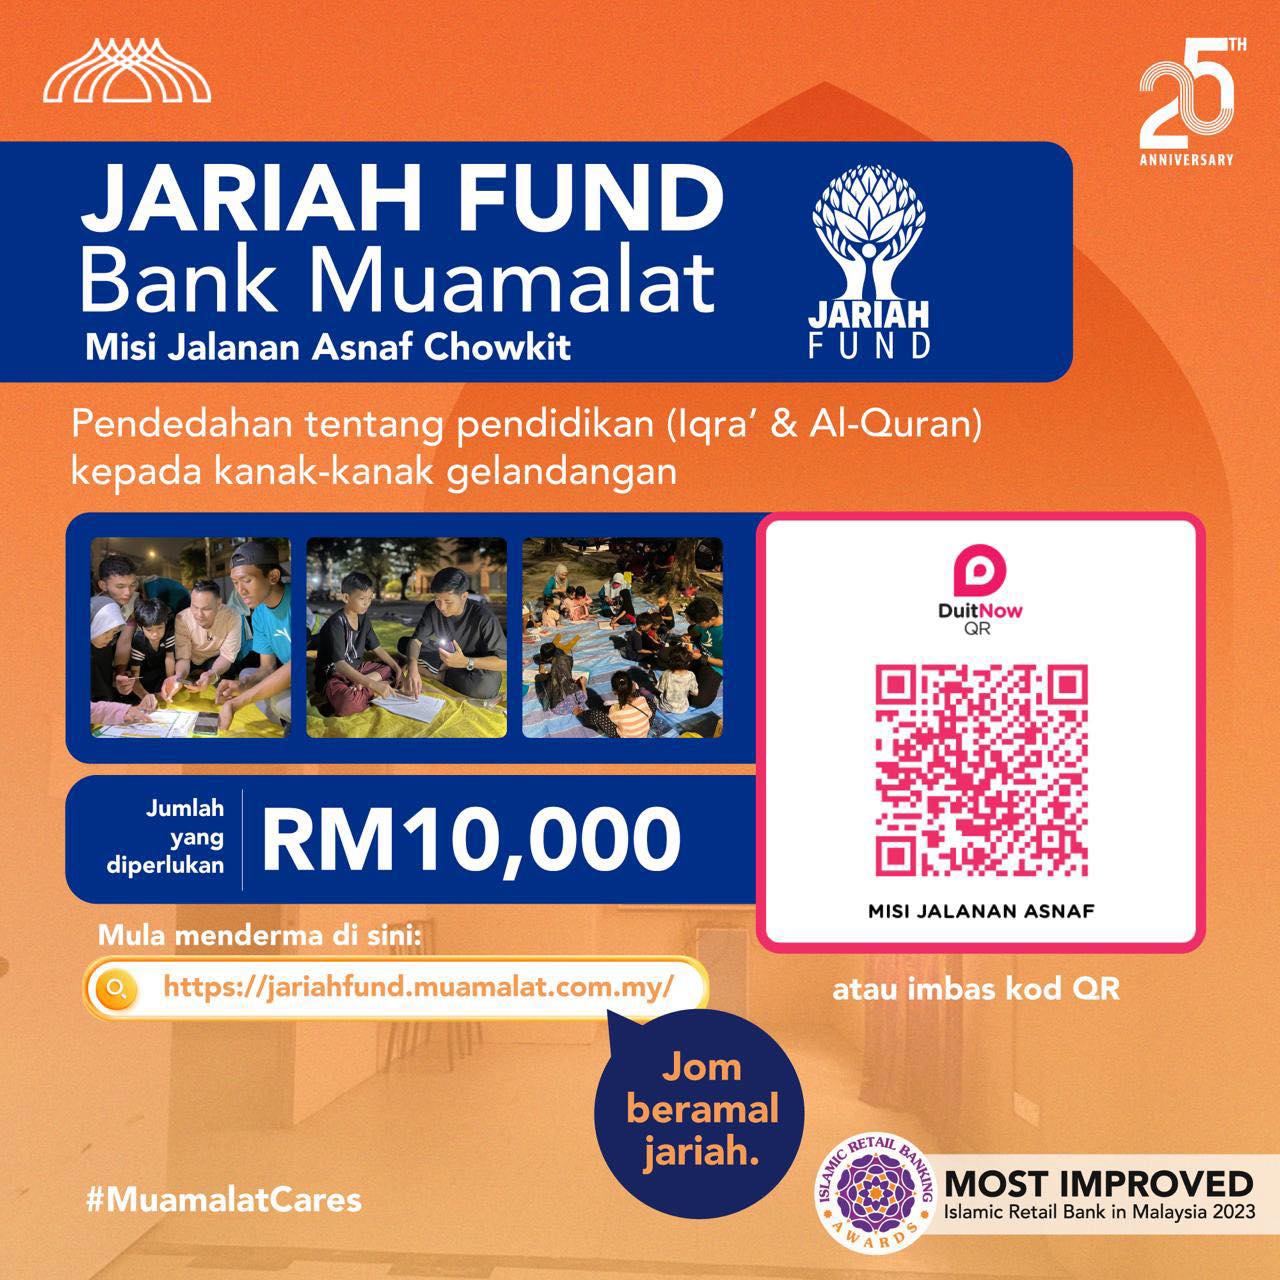 25TH
ANNIVERSARY
JARIAH FUND
Bank Muamalat
Misi Jalanan Asnaf Chowkit
JARIAH
FUND
Pendedahan tentang pendidikan (Iqra’ & Al-Quran)
kepada kanak-kanak gelandangan
DuitNow
QR
MISI JALANAN ASNAF
Jumlah
yang
diperlukan
RM10,000
Mula menderma di sini:
https://jariahfund.muamalat.com.my/
atau imbas kod QR
Jom
beramal
jariah.
#MuamalatCares
ISLAMIC RETAIL BANKING
AWARDS
MOST IMPROVED
Islamic Retail Bank in Malaysia 2023